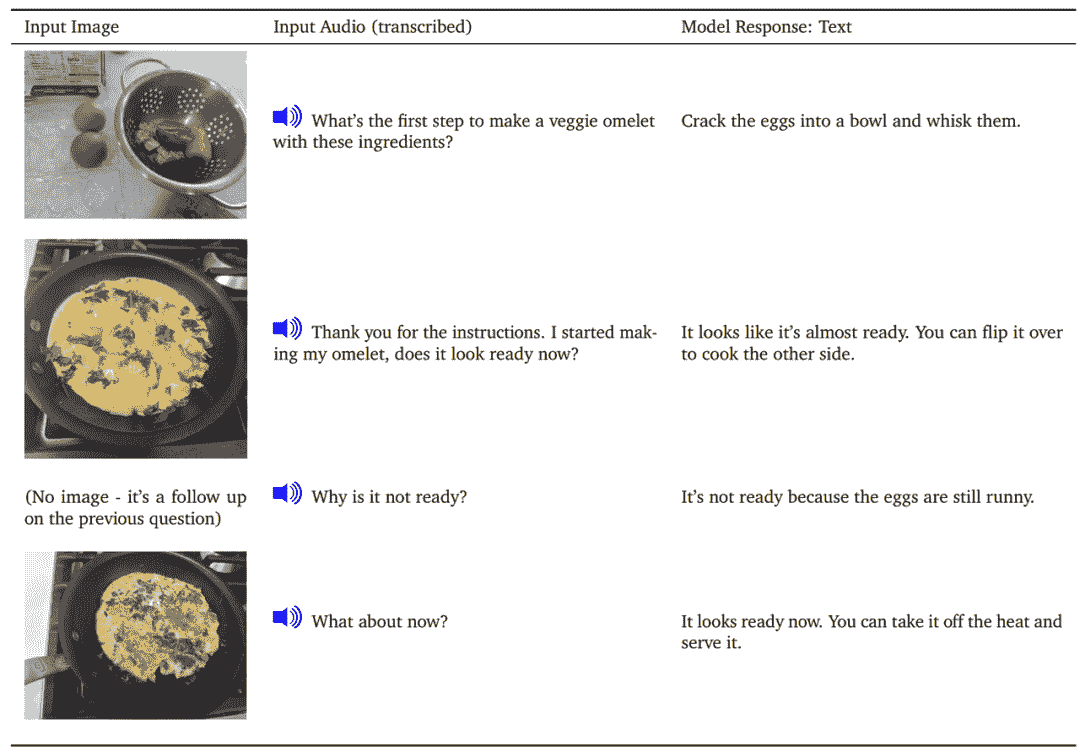 Input Image
Input Audio (transcribed)
Model Response: Text
What's the first step to make a veggie omelet
with these ingredients?
Crack the eggs into a bowl and whisk them.
Thank you for the instructions. I started mak-
ing my omelet, does it look ready now?
It looks like it's almost ready. You can flip it over
to cook the other side.
(No image - it's a follow up
on the previous question)
Why is it not ready?
It's not ready because the eggs are still runny.
What about now?
It looks ready now. You can take it off the heat and
serve it.